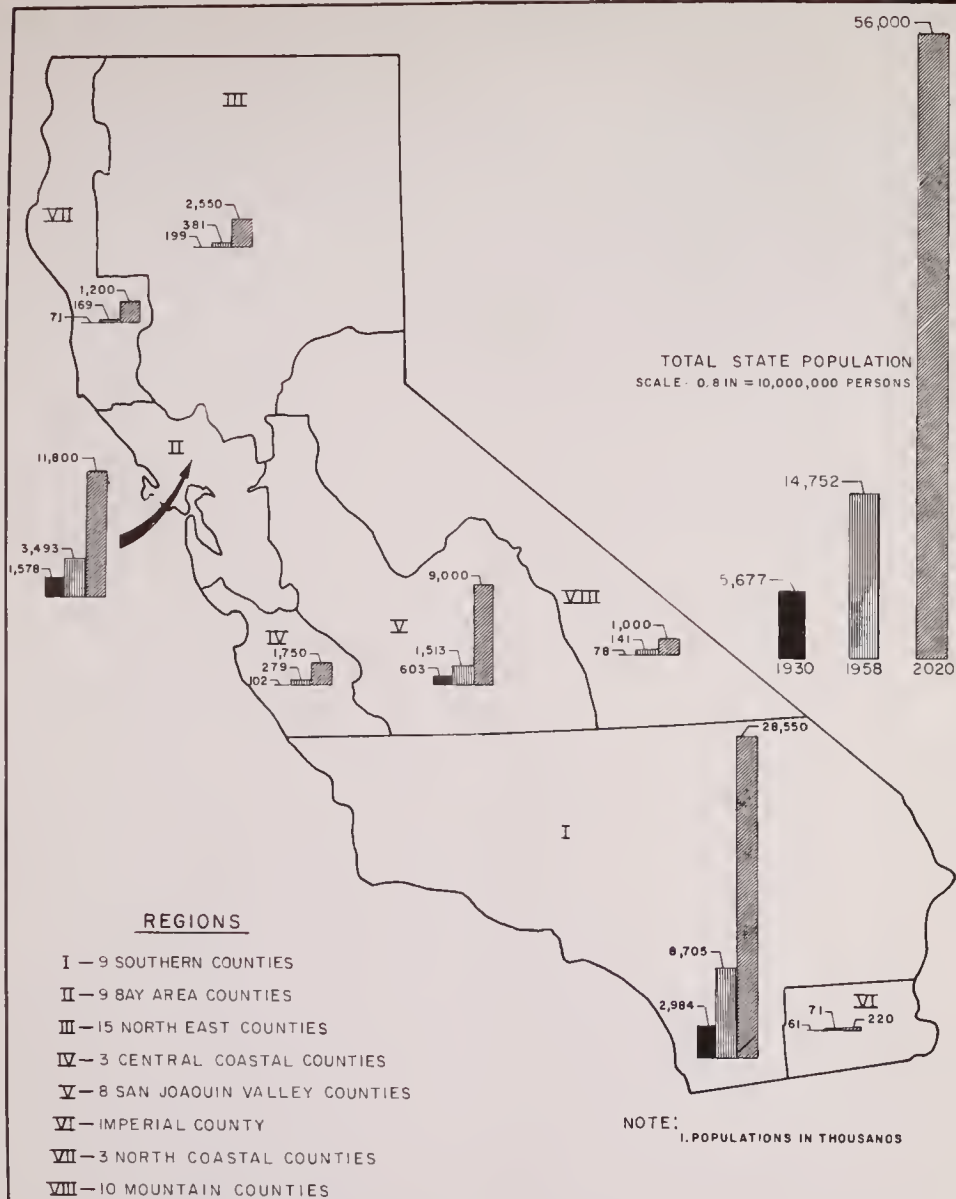 56,000
III
VII
2,550
381
199
1,200
169
71
TOTAL STATE POPULATION
SCALE · 0.8 IN = 10,000,000 PERSONS
II
11,800
3,493
1,578
14,752
5,677
9,000
VIII
IV
V
1,000
141
78
1,750
279
102
1,513
603
1930 1958 2020
28,550
I
8,705
2,984
VI
71
61
220
REGIONS
I – 9 SOUTHERN COUNTIES
II – 9 BAY AREA COUNTIES
III – 15 NORTH EAST COUNTIES
IV – 3 CENTRAL COASTAL COUNTIES
V – 8 SAN JOAQUIN VALLEY COUNTIES
VI – IMPERIAL COUNTY
VII – 3 NORTH COASTAL COUNTIES
VIII – 10 MOUNTAIN COUNTIES
NOTE:
1. POPULATIONS IN THOUSANDS